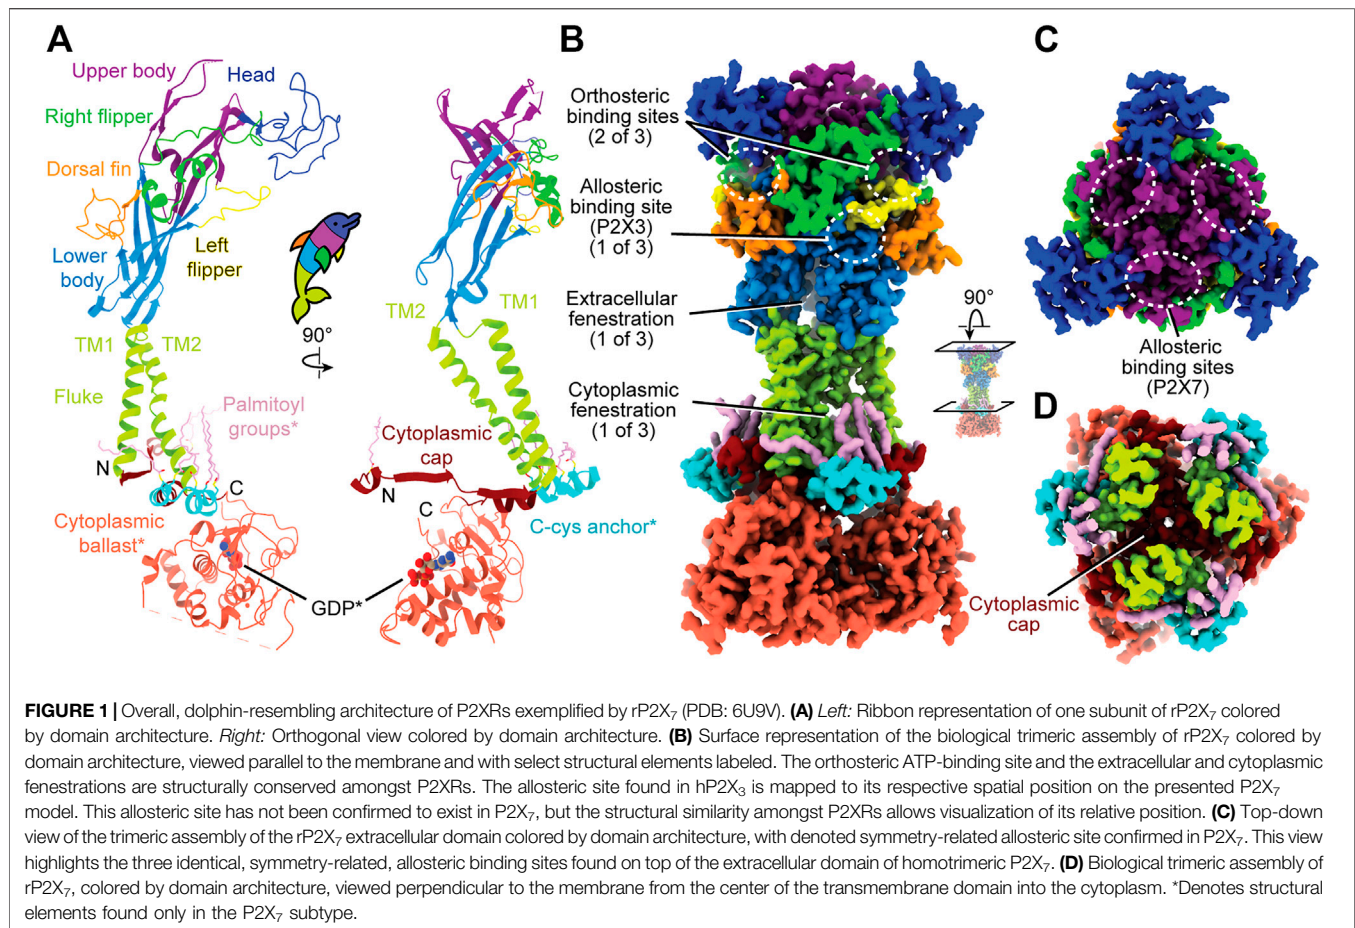 A
Upper body
Head
Right flipper
Dorsal fin
Left
flipper
Lower
body
TM1
TM2
Fluke
Palmitoyl
groups*
N
C
Cytoplasmic
ballast*
GDP*
90°
TM2
TM1
Cytoplasmic
cap
N
C
C-cys anchor*
B
Orthosteric
binding sites
(2 of 3)
Allosteric
binding site
(P2X3)
(1 of 3)
Extracellular
fenestration
(1 of 3)
Cytoplasmic
fenestration
(1 of 3)
90°
C
Allosteric
binding sites
(P2X7)
D
Cytoplasmic
cap
FIGURE 1 | Overall, dolphin-resembling architecture of P2XRs exemplified by rP2X₇ (PDB: 6U9V). (A) Left: Ribbon representation of one subunit of rP2X₇ colored
by domain architecture. Right: Orthogonal view colored by domain architecture. (B) Surface representation of the biological trimeric assembly of rP2X₇ colored by
domain architecture, viewed parallel to the membrane and with select structural elements labeled. The orthosteric ATP-binding site and the extracellular and cytoplasmic
fenestrations are structurally conserved amongst P2XRs. The allosteric site found in hP2X₃ is mapped to its respective spatial position on the presented P2X₇
model. This allosteric site has not been confirmed to exist in P2X₇, but the structural similarity amongst P2XRs allows visualization of its relative position. (C) Top-down
view of the trimeric assembly of the rP2X₇ extracellular domain colored by domain architecture, with denoted symmetry-related allosteric site confirmed in P2X₇. This view
highlights the three identical, symmetry-related, allosteric binding sites found on top of the extracellular domain of homotrimeric P2X₇. (D) Biological trimeric assembly of
rP2X₇, colored by domain architecture, viewed perpendicular to the membrane from the center of the transmembrane domain into the cytoplasm. *Denotes structural
elements found only in the P2X₇ subtype.